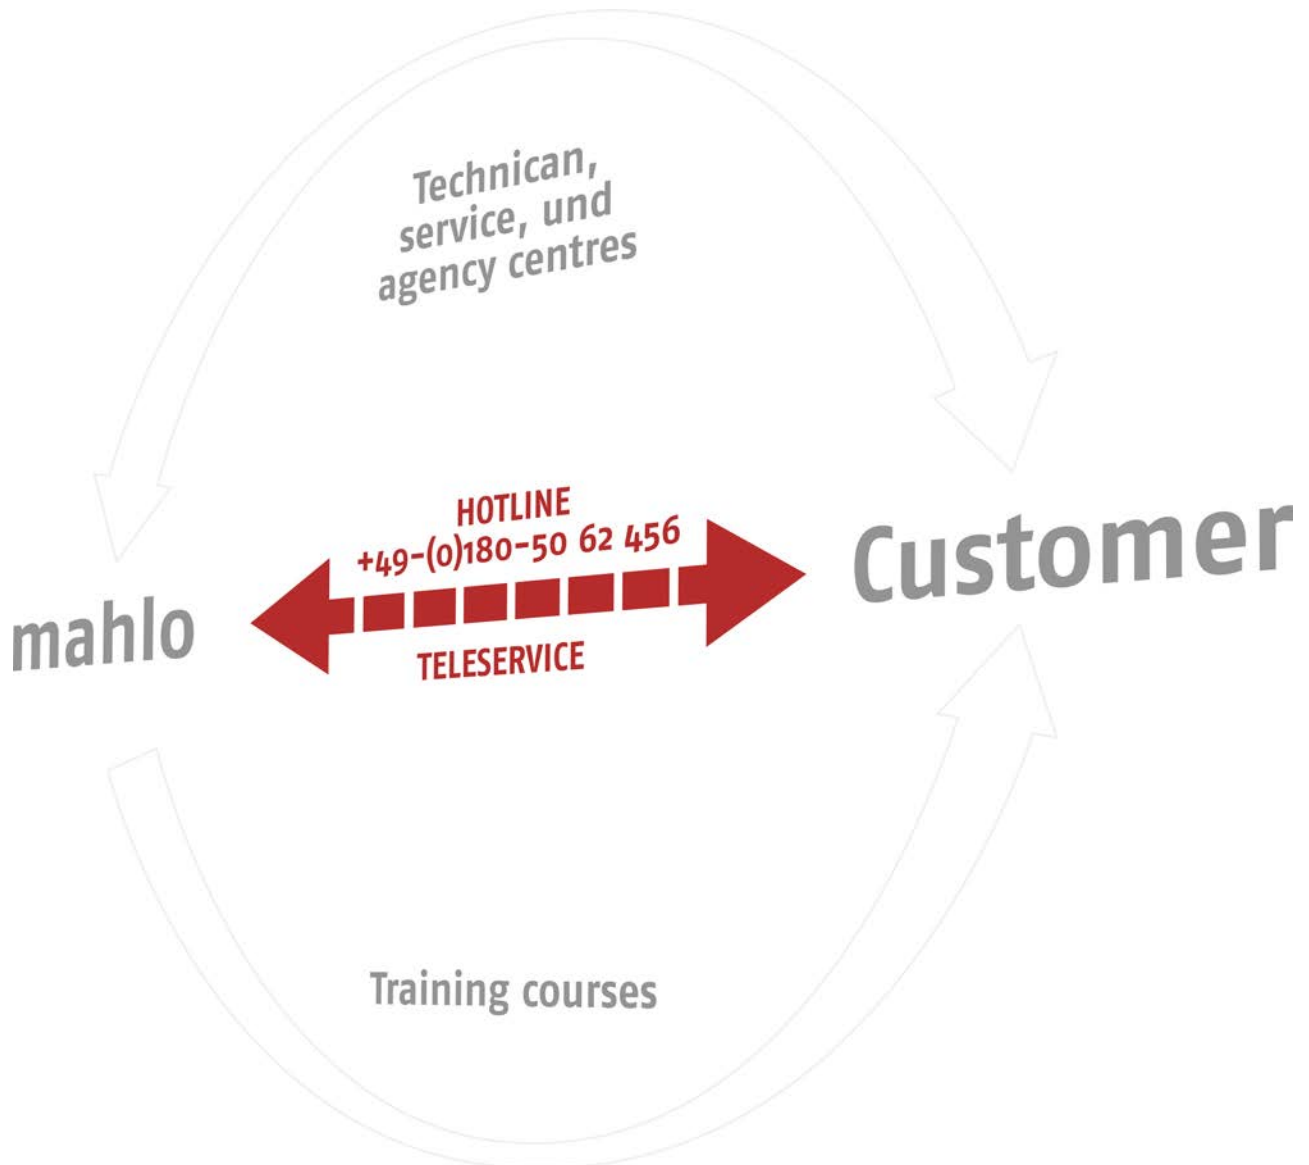 Technican,
service, und
agency centres
HOTLINE
+49-(0)180-50 62 456
Customer
mahlo
TELESERVICE
Training courses